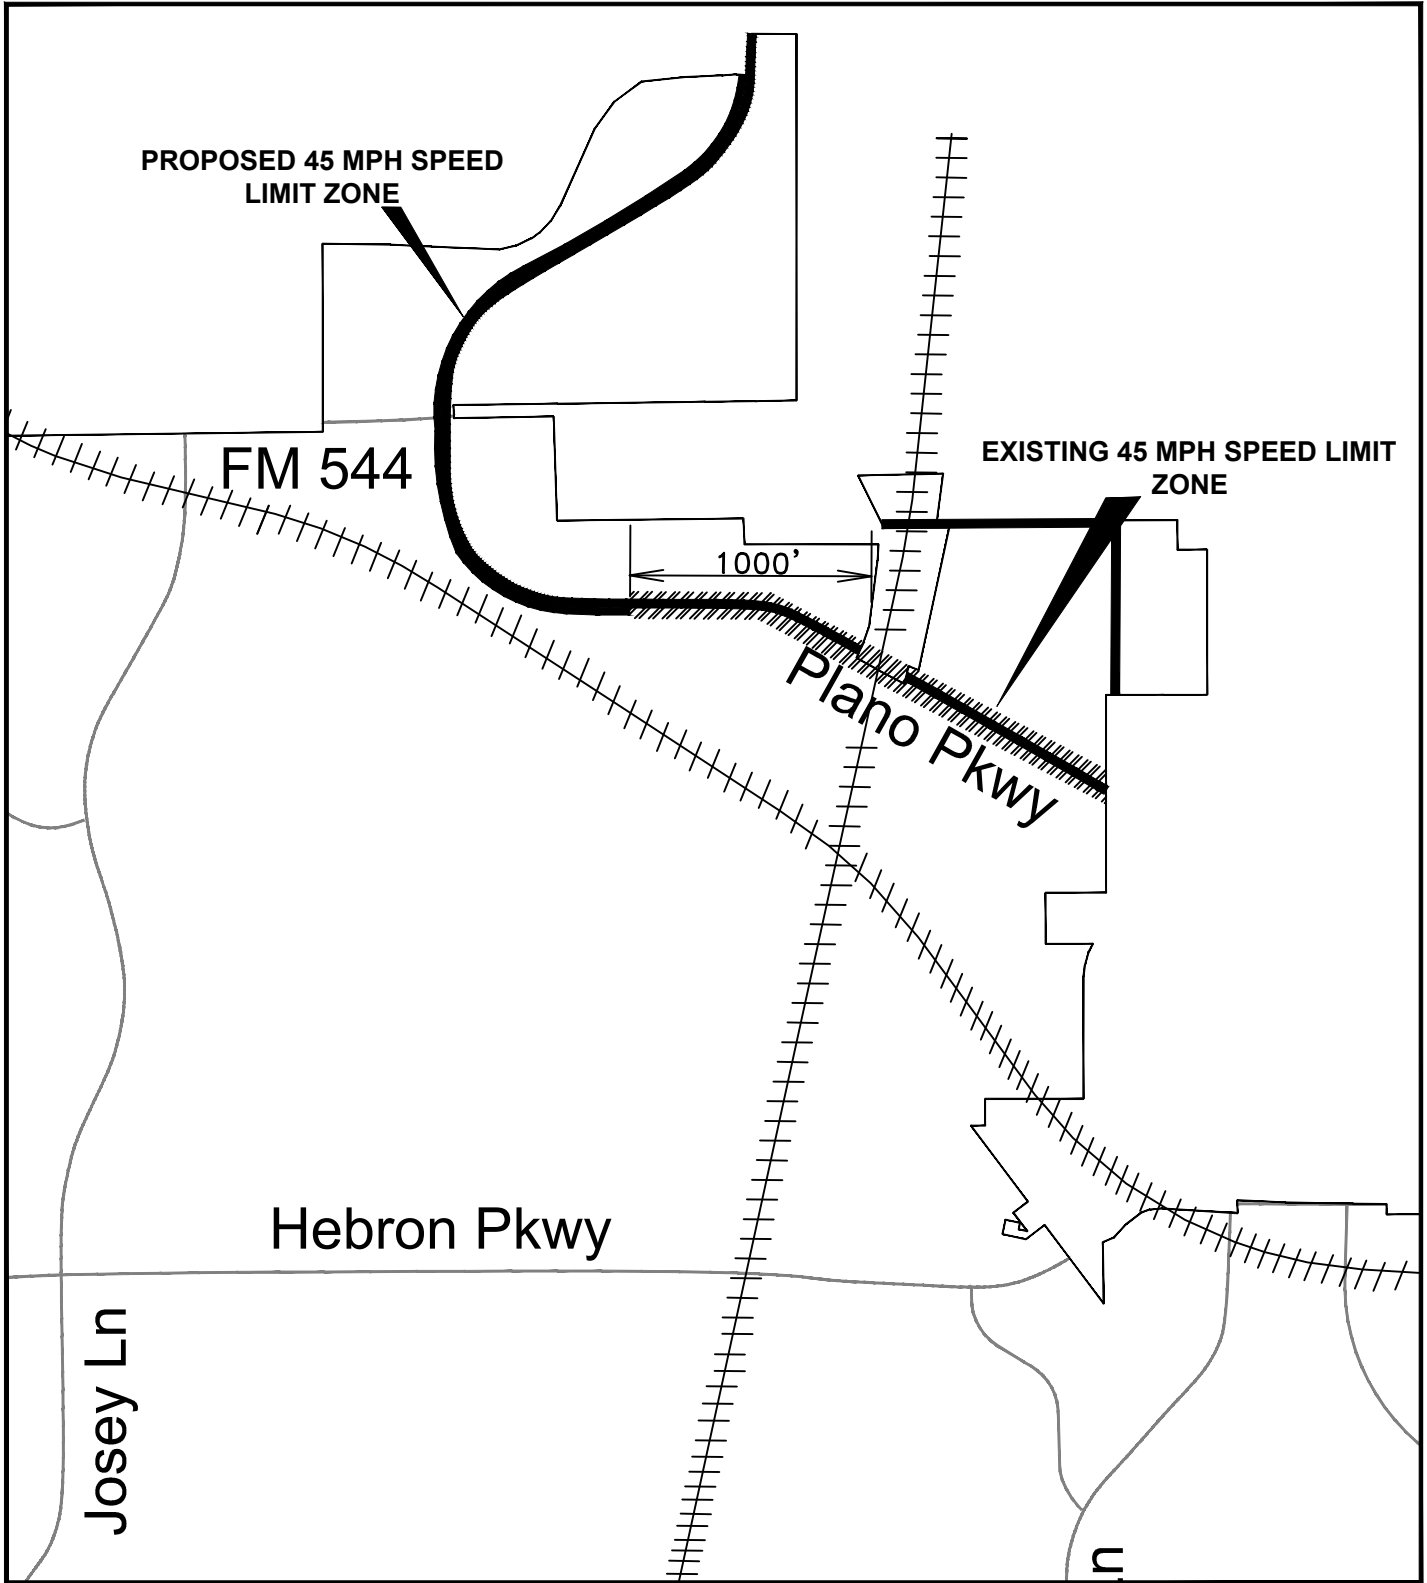 PROPOSED 45 MPH SPEED
LIMIT ZONE
EXISTING 45 MPH SPEED LIMIT
ZONE
FM 544
1000'
Plano Pkwy
Hebron Pkwy
Josey Ln